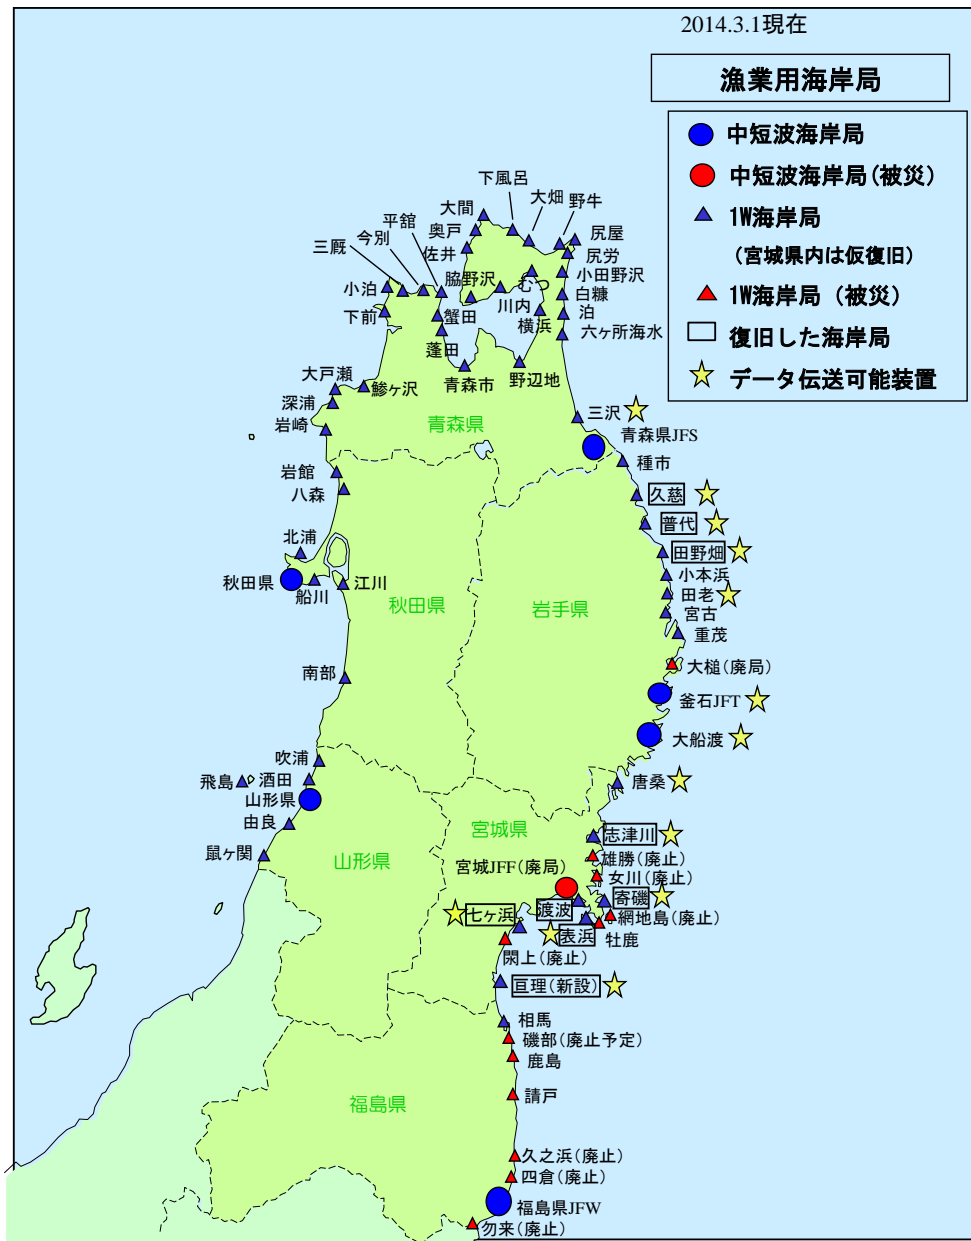 2014.3.1現在
漁業用海岸局
中短波海岸局
中短波海岸局(被災)
1W海岸局
(宮城県内は仮復旧)
1W海岸局 (被災)
復旧した海岸局
データ伝送可能装置
下風呂
大畑
野牛
大間
奥戸
佐井
尻屋
尻労
小田野沢
平舘
今別
三厩
脇野沢
むつ
小泊
川内
白糠
下前
蟹田
横浜
泊
蓬田
六ヶ所海水
青森市
野辺地
大戸瀬
鯵ヶ沢
深浦
三沢
岩崎
青森県
青森県JFS
種市
岩館
八森
久慈
普代
北浦
田野畑
秋田県
船川
江川
秋田県
岩手県
小本浜
田老
宮古
重茂
南部
大槌(廃局)
釜石JFT
大船渡
吹浦
飛島
酒田
唐桑
山形県
由良
宮城県
志津川
鼠ヶ関
山形県
宮城JFF(廃局)
雄勝(廃止)
女川(廃止)
寄磯
七ヶ浜
渡波
網地島(廃止)
表浜
牡鹿
閖上(廃止)
亘理(新設)
相馬
磯部(廃止予定)
鹿島
請戸
福島県
久之浜(廃止)
四倉(廃止)
福島県JFW
勿来(廃止)